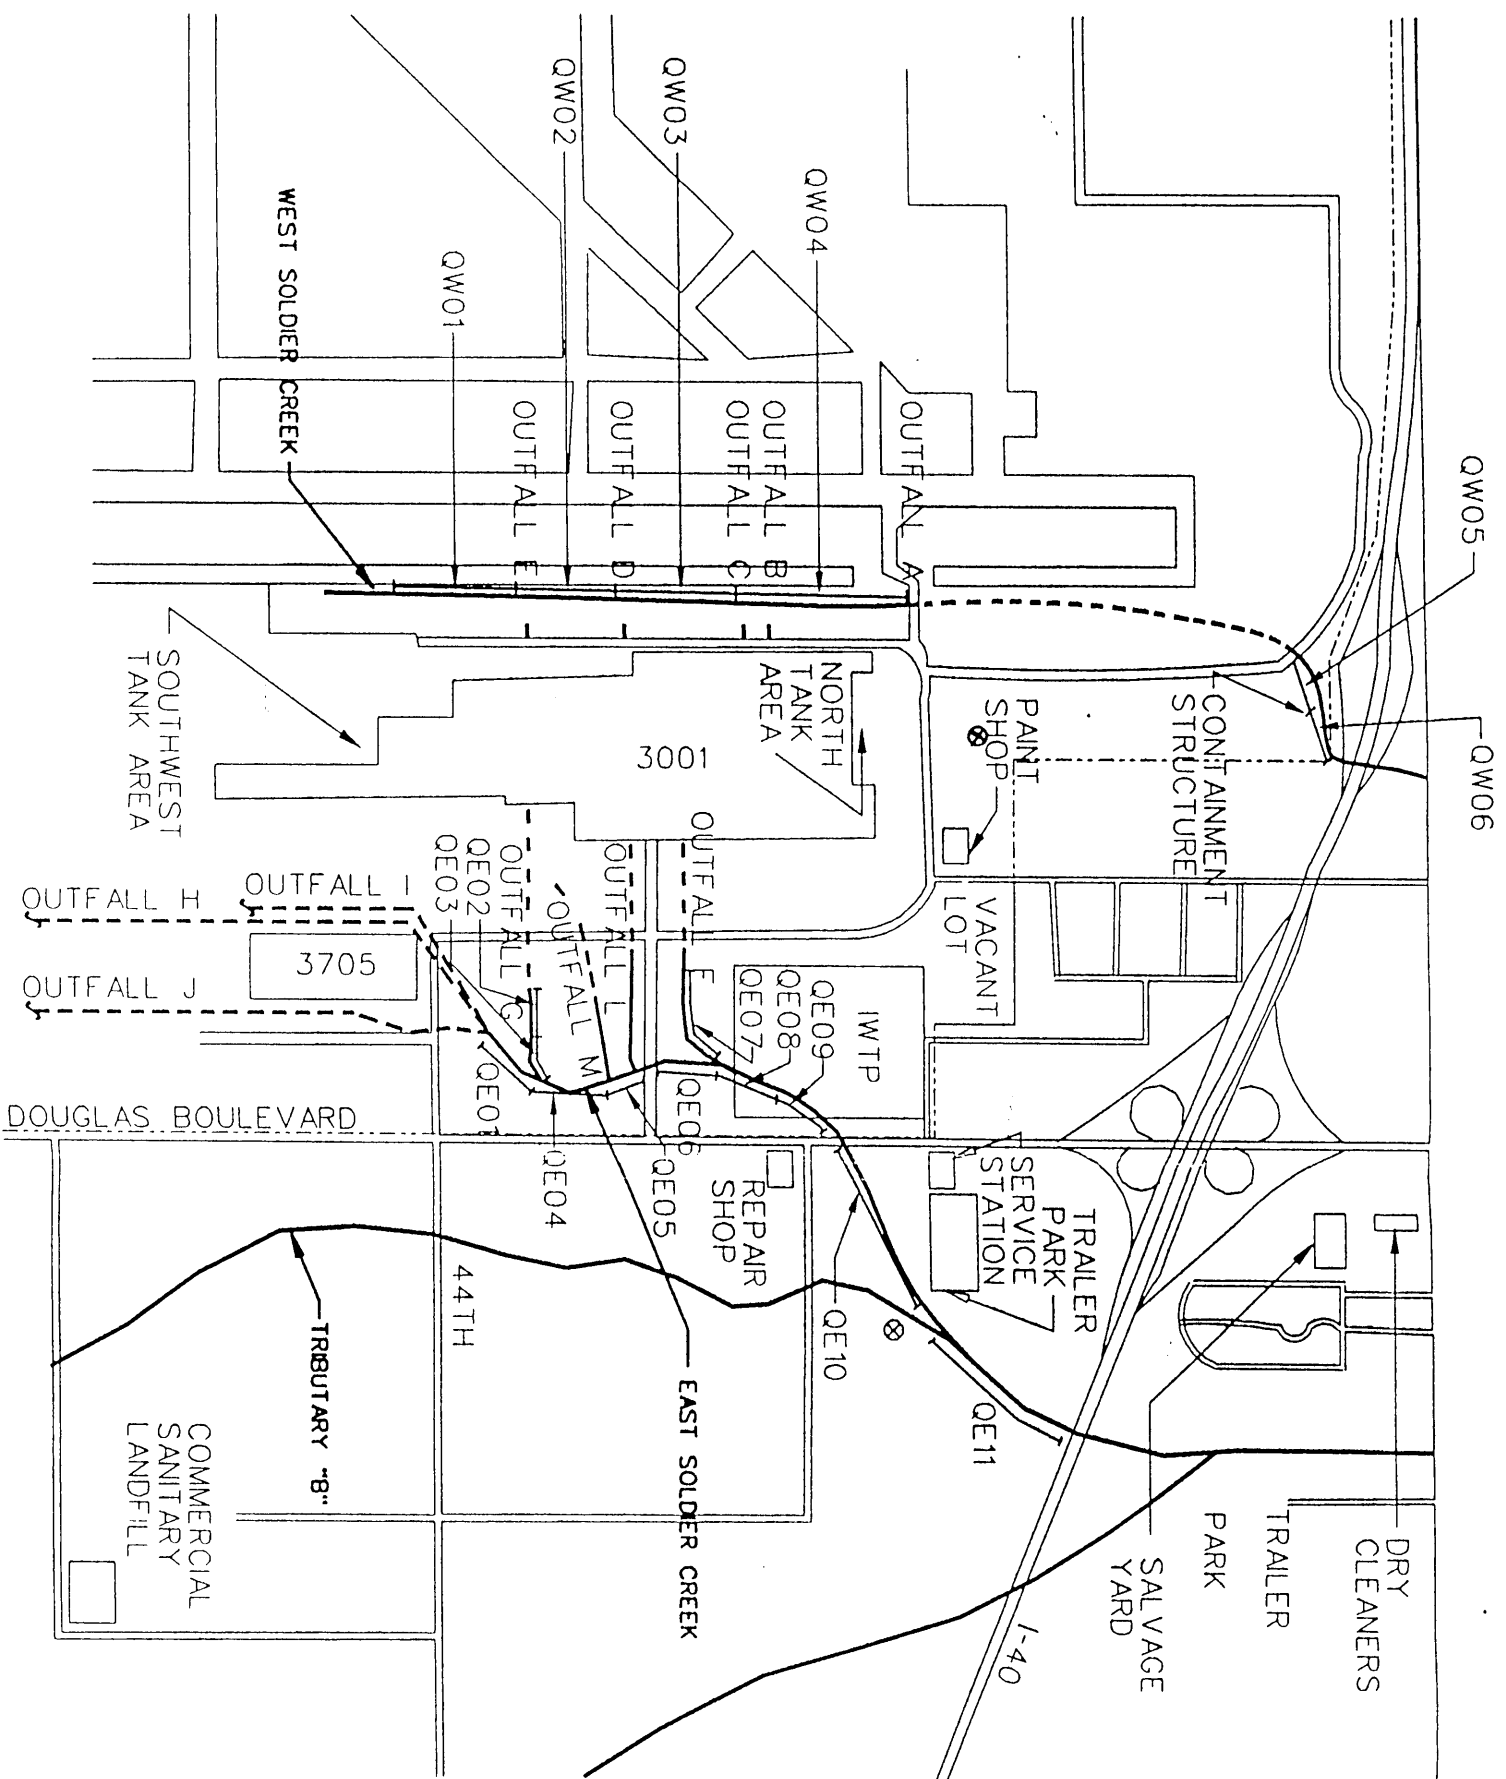 QW05
QW06
QW03
QW02
QW04
QW01
WEST SOLDIER CREEK
OUTFALL A
OUTFALL B
OUTFALL C
OUTFALL D
OUTFALL E
CONTAINMENT
STRUCTURE
PAINT
SHOP
NORTH
TANK
AREA
3001
SOUTHWEST
TANK AREA
VACANT
LOT
OUTFALL F
OUTFALL L
OUTFALL M
OUTFALL G
QE02
QE03
OUTFALL I
OUTFALL H
OUTFALL J
3705
IWTP
QE09
QE08
QE07
QE06
QE01
QE05
QE04
DOUGLAS BOULEVARD
SERVICE
STATION
TRAILER
PARK
REPAIR
SHOP
QE10
QE11
44TH
TRIBUTARY "B"
EAST SOLDIER CREEK
COMMERCIAL
SANITARY
LANDFILL
DRY
CLEANERS
TRAILER
PARK
SALVAGE
YARD
I-40